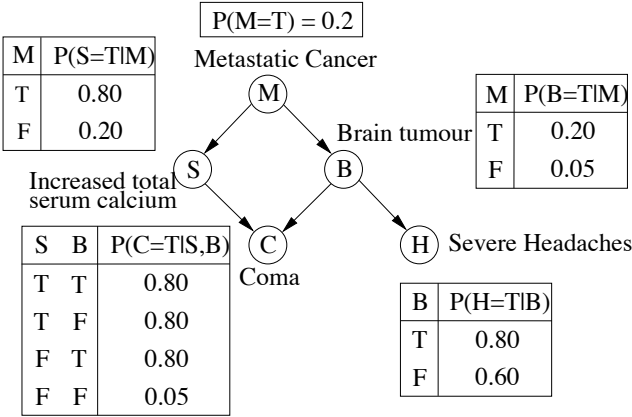 P(M=T) = 0.2
Metastatic Cancer
M P(S=T|M)
T 0.80
F 0.20
M
M P(B=T|M)
T 0.20
F 0.05
Brain tumour
S
B
Increased total
serum calcium
S B P(C=T|S,B)
T T 0.80
T F 0.80
F T 0.80
F F 0.05
C
Coma
H
Severe Headaches
B P(H=T|B)
T 0.80
F 0.60